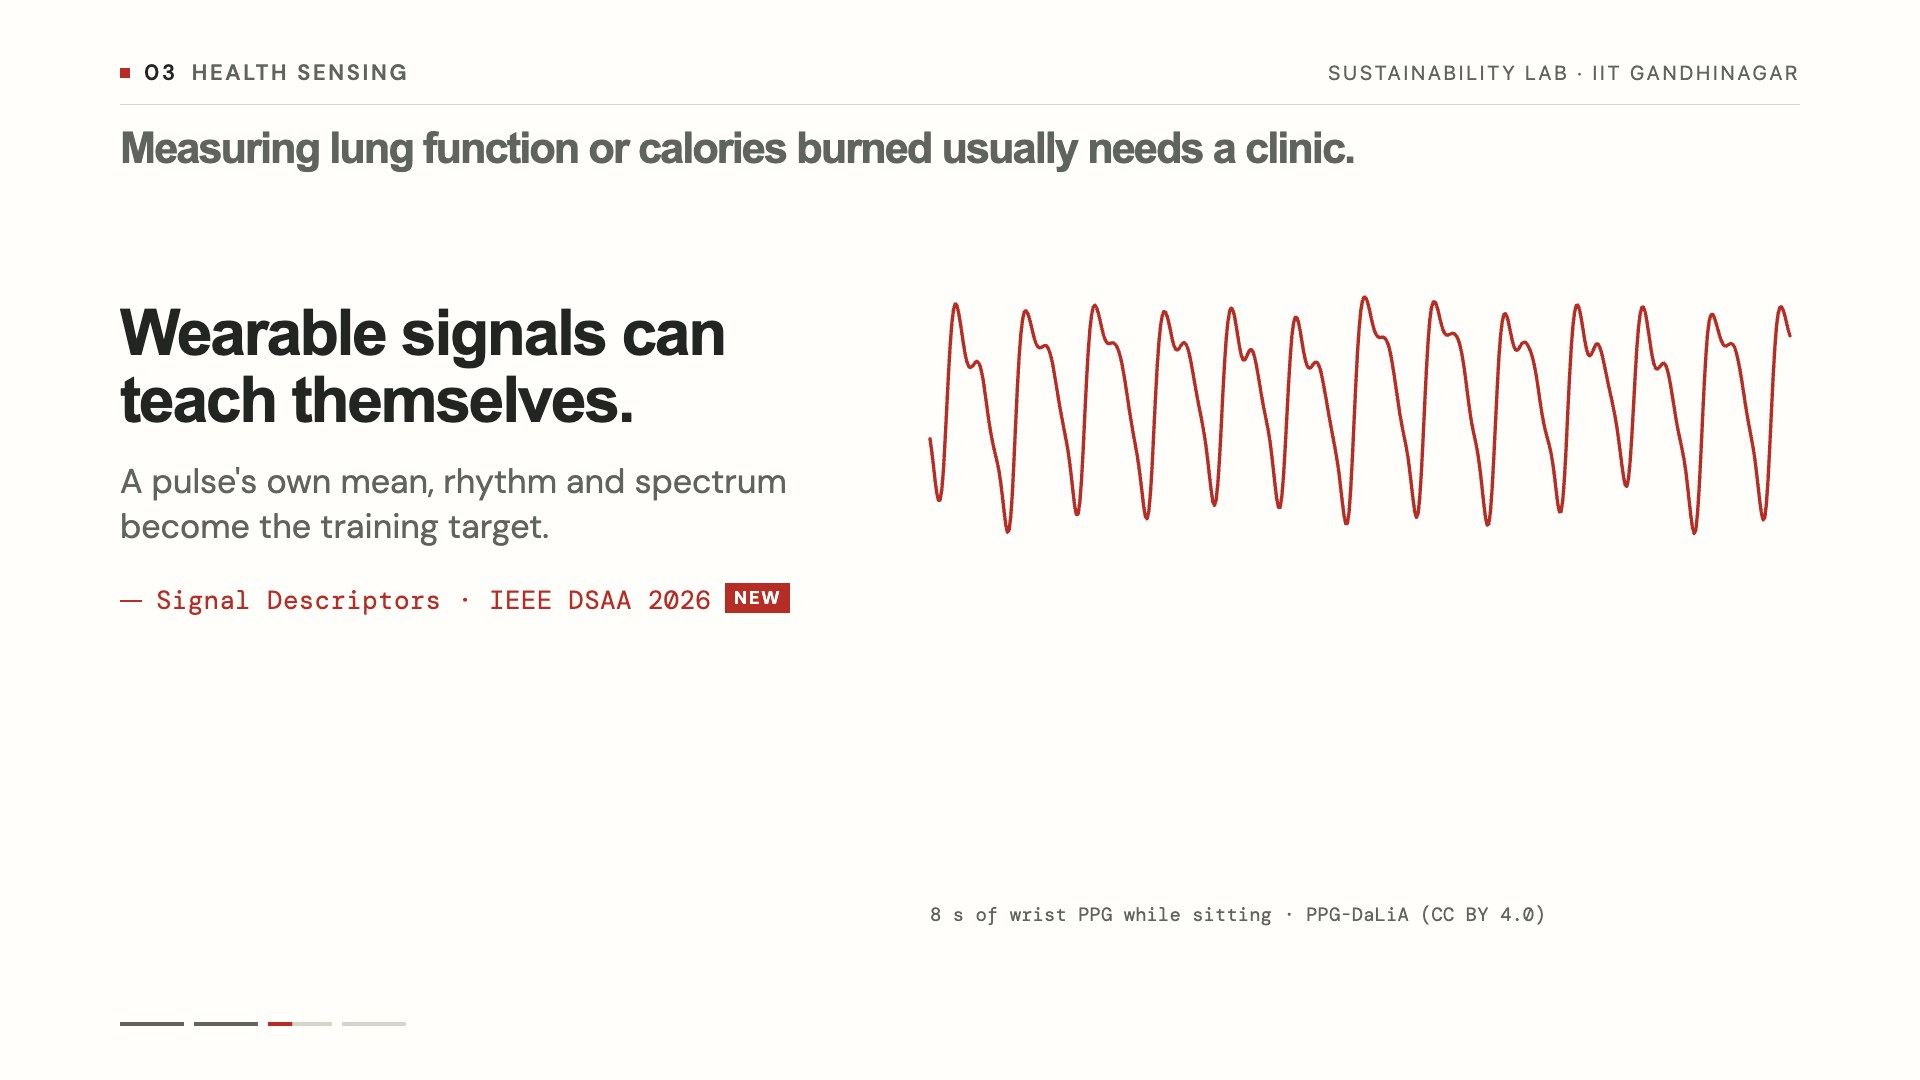 03 HEALTH SENSING
SUSTAINABILITY LAB · IIT GANDHINAGAR
Measuring lung function or calories burned usually needs a clinic.
Wearable signals can
teach themselves.
A pulse's own mean, rhythm and spectrum
become the training target.
— Signal Descriptors · IEEE DSAA 2026 NEW
8 s of wrist PPG while sitting · PPG-DaLiA (CC BY 4.0)